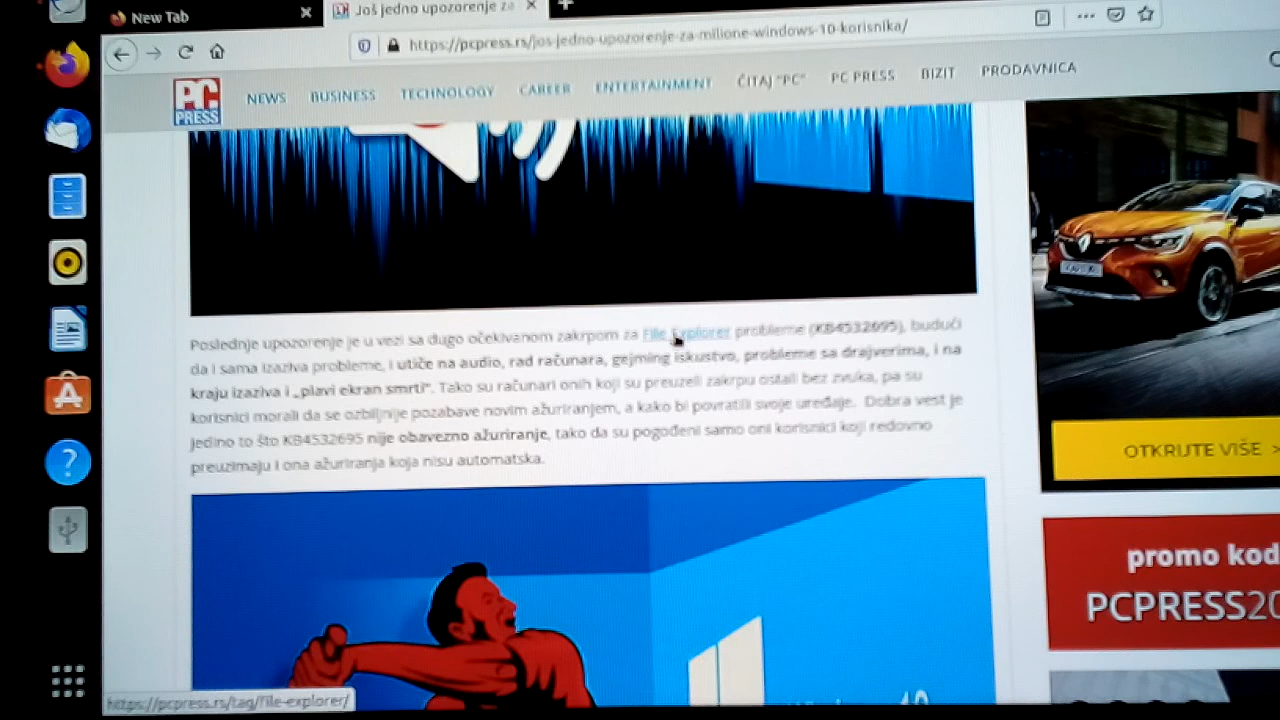 New Tab
Još jedno upozorenje za
https://pcpress.rs/jos-jedno-upozorenje-za-milione-windows-10-korisnika/
PC PRESS
NEWS BUSINESS TECHNOLOGY CAREER ENTERTAINMENT ČITAJ "PC" PC PRESS BIZIT PRODAVNICA
Poslednje upozorenje je u vezi sa dugo očekivanom zakrpom za File Explorer probleme (KB4532695), budući
da i sama izaziva probleme, i utiče na audio, rad računara, gejming iskustvo, probleme sa drajverima, i na
kraju izaziva i „plavi ekran smrti“. Tako su računari onih koji su preuzeli zakrpu ostali bez zvuka, pa su
korisnici morali da se ozbiljnije pozabave novim ažuriranjem, a kako bi povratili svoje uređaje. Dobra vest je
jedino to što KB4532695 nije obavezno ažuriranje, tako da su pogođeni samo oni korisnici koji redovno
preuzimaju i ona ažuriranja koja nisu automatska.
OTKRIJTE VIŠE >
promo kod
PCPRESS20
https://pcpress.rs/tag/file-explorer/